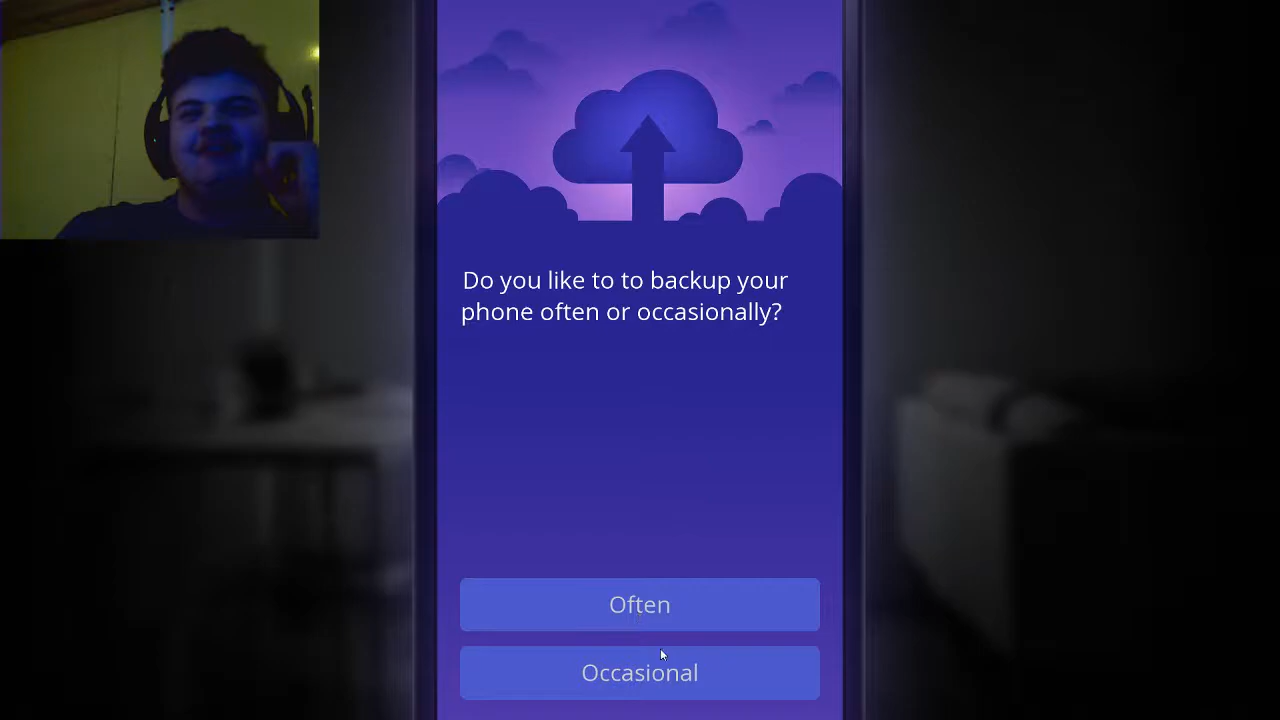 Do you like to to backup your
phone often or occasionally?
Often
Occasional